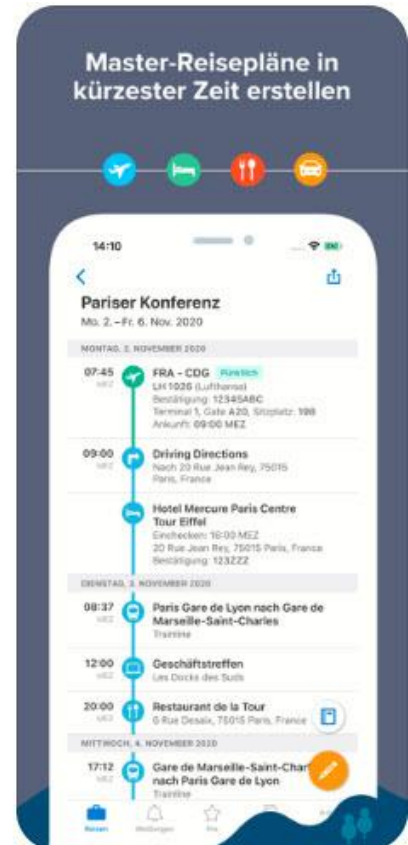 Master-Reisepläne in
kürzester Zeit erstellen
14:10
Pariser Konferenz
Mo. 2. – Fr. 6. Nov. 2020
MONTAG, 2. NOVEMBER 2020
07:45 FRA – CDG Pünktlich
MEZ LH 1026 (Lufthansa)
Bestätigung: 12345ABC
Terminal 1, Gate A20, Sitzplatz: 19B
Ankunft: 09:00 MEZ
09:00 Driving Directions
MEZ Nach 20 Rue Jean Rey, 75015
Paris, France
Hotel Mercure Paris Centre
Tour Eiffel
Einchecken: 16:00 MEZ
20 Rue Jean Rey, 75015 Paris, France
Bestätigung: 123ZZZ
DIENSTAG, 3. NOVEMBER 2020
08:37 Paris Gare de Lyon nach Gare de
MEZ Marseille-Saint-Charles
Trainline
12:00 Geschäftstreffen
MEZ Les Docks des Suds
20:00 Restaurant de la Tour
MEZ 6 Rue Desaix, 75015 Paris, France
MITTWOCH, 4. NOVEMBER 2020
17:12 Gare de Marseille-Saint-Char
MEZ nach Paris Gare de Lyon
Trainline
Reisen Meldungen Pro